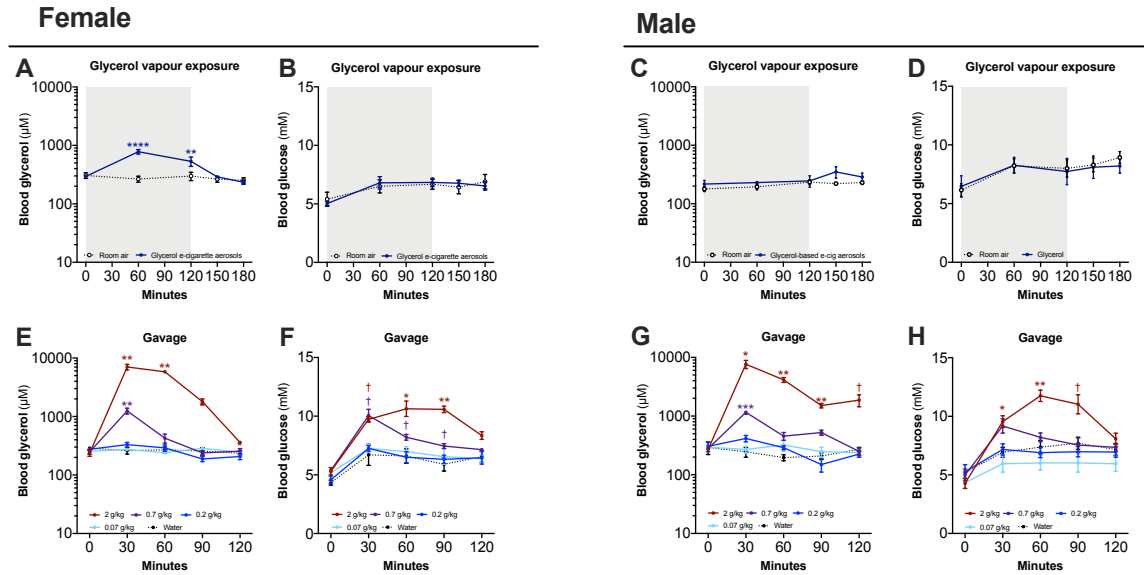 Female
Male
A
Glycerol vapour exposure
Blood glycerol (µM)
10000
1000
100
10
**** **
Room air Glycerol e-cigarette aerosols
0 60 120 150 180
Minutes
B
Glycerol vapour exposure
Blood glucose (mM)
15
10
5
0
Room air Glycerol e-cigarette aerosols
0 30 60 90 120 150 180
Minutes
C
Glycerol vapour exposure
Blood glycerol (µM)
10000
1000
100
10
Room air Glycerol-based e-cig aerosols
0 30 60 90 120 150 180
Minutes
D
Glycerol vapour exposure
Blood glucose (mM)
15
10
5
0
Room air Glycerol
0 30 60 90 120 150 180
Minutes
E
Gavage
Blood glycerol (µM)
10000
1000
100
10
** ** ** *
2 g/kg 0.7 g/kg 0.2 g/kg
0.07 g/kg Water
0 30 60 90 120
Minutes
F
Gavage
Blood glucose (mM)
15
10
5
0
† * **
† † †
2 g/kg 0.7 g/kg 0.2 g/kg
0.07 g/kg Water
0 30 60 90 120
Minutes
G
Gavage
Blood glycerol (µM)
10000
1000
100
10
* ** ** †
***
2 g/kg 0.7 g/kg 0.2 g/kg
0.07 g/kg Water
0 30 60 90 120
Minutes
H
Gavage
Blood glucose (mM)
15
10
5
0
* ** †
2 g/kg 0.7 g/kg 0.2 g/kg
0.07 g/kg Water
0 30 60 90 120
Minutes